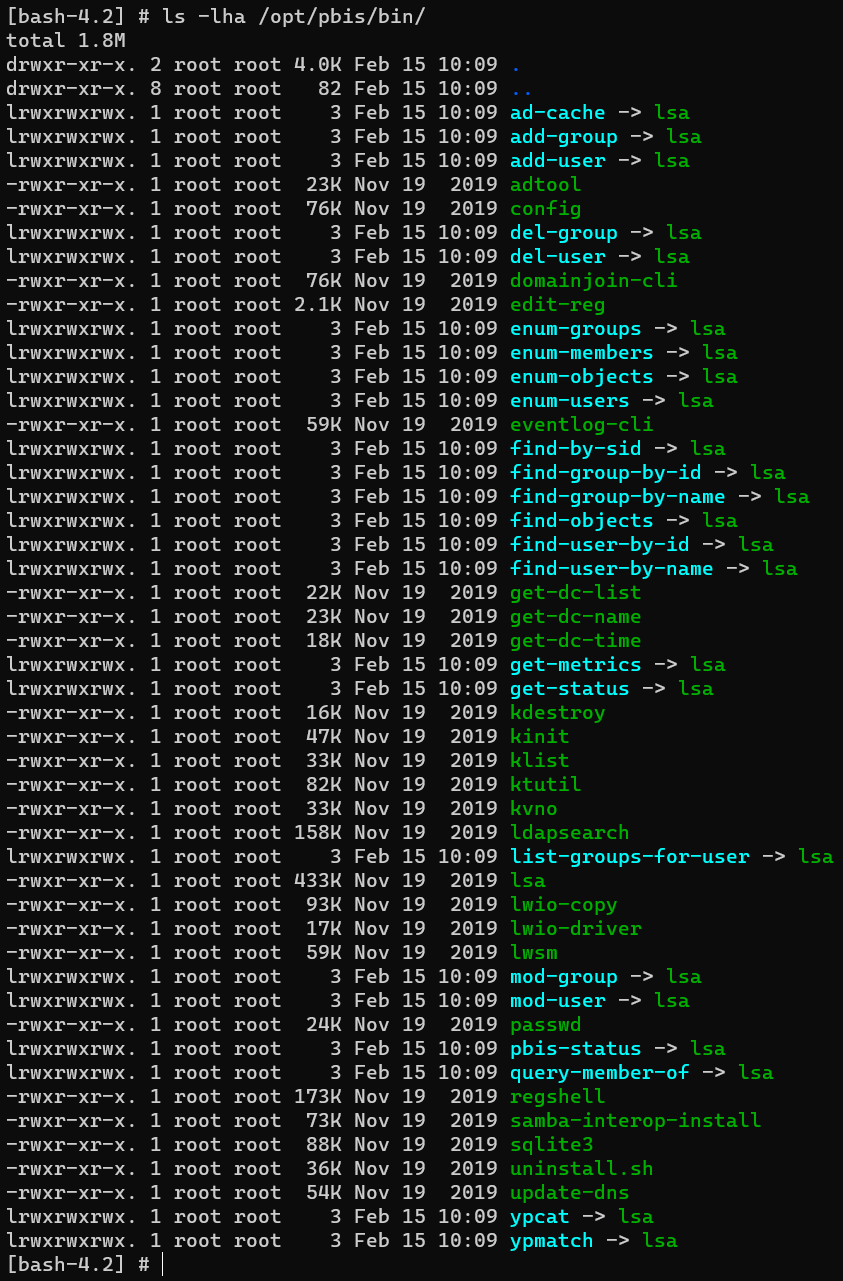 [bash-4.2] # ls -lha /opt/pbis/bin/
total 1.8M
drwxr-xr-x. 2 root root 4.0K Feb 15 10:09 .
drwxr-xr-x. 8 root root   82 Feb 15 10:09 ..
lrwxrwxrwx. 1 root root    3 Feb 15 10:09 ad-cache -> lsa
lrwxrwxrwx. 1 root root    3 Feb 15 10:09 add-group -> lsa
lrwxrwxrwx. 1 root root    3 Feb 15 10:09 add-user -> lsa
-rwxr-xr-x. 1 root root  23K Nov 19  2019 adtool
-rwxr-xr-x. 1 root root  76K Nov 19  2019 config
lrwxrwxrwx. 1 root root    3 Feb 15 10:09 del-group -> lsa
lrwxrwxrwx. 1 root root    3 Feb 15 10:09 del-user -> lsa
-rwxr-xr-x. 1 root root  76K Nov 19  2019 domainjoin-cli
-rwxr-xr-x. 1 root root 2.1K Nov 19  2019 edit-reg
lrwxrwxrwx. 1 root root    3 Feb 15 10:09 enum-groups -> lsa
lrwxrwxrwx. 1 root root    3 Feb 15 10:09 enum-members -> lsa
lrwxrwxrwx. 1 root root    3 Feb 15 10:09 enum-objects -> lsa
lrwxrwxrwx. 1 root root    3 Feb 15 10:09 enum-users -> lsa
-rwxr-xr-x. 1 root root  59K Nov 19  2019 eventlog-cli
lrwxrwxrwx. 1 root root    3 Feb 15 10:09 find-by-sid -> lsa
lrwxrwxrwx. 1 root root    3 Feb 15 10:09 find-group-by-id -> lsa
lrwxrwxrwx. 1 root root    3 Feb 15 10:09 find-group-by-name -> lsa
lrwxrwxrwx. 1 root root    3 Feb 15 10:09 find-objects -> lsa
lrwxrwxrwx. 1 root root    3 Feb 15 10:09 find-user-by-id -> lsa
lrwxrwxrwx. 1 root root    3 Feb 15 10:09 find-user-by-name -> lsa
-rwxr-xr-x. 1 root root  22K Nov 19  2019 get-dc-list
-rwxr-xr-x. 1 root root  23K Nov 19  2019 get-dc-name
-rwxr-xr-x. 1 root root  18K Nov 19  2019 get-dc-time
lrwxrwxrwx. 1 root root    3 Feb 15 10:09 get-metrics -> lsa
lrwxrwxrwx. 1 root root    3 Feb 15 10:09 get-status -> lsa
-rwxr-xr-x. 1 root root  16K Nov 19  2019 kdestroy
-rwxr-xr-x. 1 root root  47K Nov 19  2019 kinit
-rwxr-xr-x. 1 root root  33K Nov 19  2019 klist
-rwxr-xr-x. 1 root root  82K Nov 19  2019 ktutil
-rwxr-xr-x. 1 root root  33K Nov 19  2019 kvno
-rwxr-xr-x. 1 root root 158K Nov 19  2019 ldapsearch
lrwxrwxrwx. 1 root root    3 Feb 15 10:09 list-groups-for-user -> lsa
-rwxr-xr-x. 1 root root 433K Nov 19  2019 lsa
-rwxr-xr-x. 1 root root  93K Nov 19  2019 lwio-copy
-rwxr-xr-x. 1 root root  17K Nov 19  2019 lwio-driver
-rwxr-xr-x. 1 root root  59K Nov 19  2019 lwsm
lrwxrwxrwx. 1 root root    3 Feb 15 10:09 mod-group -> lsa
lrwxrwxrwx. 1 root root    3 Feb 15 10:09 mod-user -> lsa
-rwxr-xr-x. 1 root root  24K Nov 19  2019 passwd
lrwxrwxrwx. 1 root root    3 Feb 15 10:09 pbis-status -> lsa
lrwxrwxrwx. 1 root root    3 Feb 15 10:09 query-member-of -> lsa
-rwxr-xr-x. 1 root root 173K Nov 19  2019 regshell
-rwxr-xr-x. 1 root root  73K Nov 19  2019 samba-interop-install
-rwxr-xr-x. 1 root root  88K Nov 19  2019 sqlite3
-rwxr-xr-x. 1 root root  36K Nov 19  2019 uninstall.sh
-rwxr-xr-x. 1 root root  54K Nov 19  2019 update-dns
lrwxrwxrwx. 1 root root    3 Feb 15 10:09 ypcat -> lsa
lrwxrwxrwx. 1 root root    3 Feb 15 10:09 ypmatch -> lsa
[bash-4.2] #